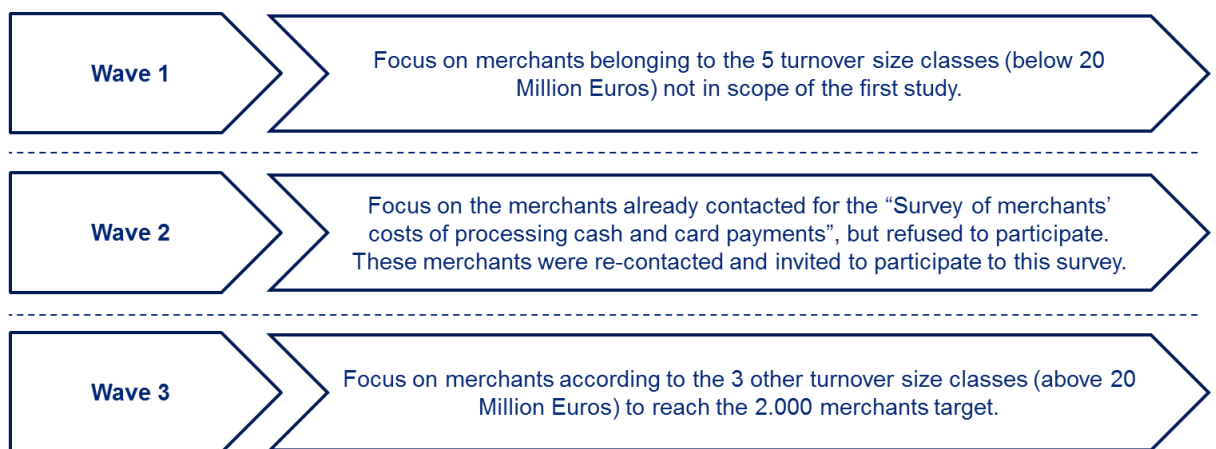 Wave 1
Focus on merchants belonging to the 5 turnover size classes (below 20
Million Euros) not in scope of the first study.
Wave 2
Focus on the merchants already contacted for the “Survey of merchants’
costs of processing cash and card payments”, but refused to participate.
These merchants were re-contacted and invited to participate to this survey.
Wave 3
Focus on merchants according to the 3 other turnover size classes (above 20
Million Euros) to reach the 2.000 merchants target.